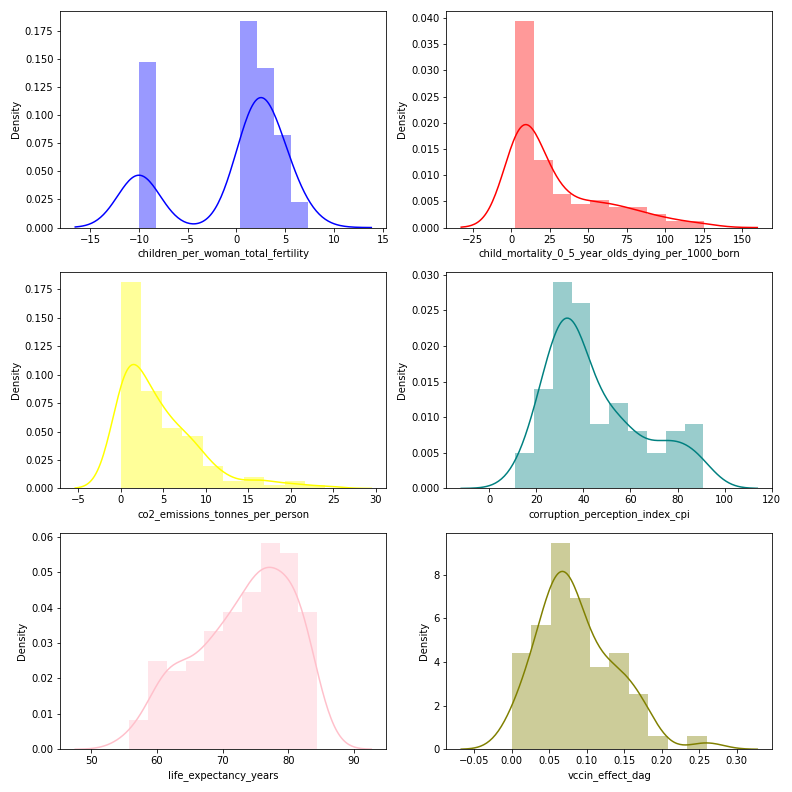 0.175
0.150
0.125
0.100
0.075
0.050
0.025
0.000
Density
−15 −10 −5 0 5 10 15
children_per_woman_total_fertility
0.040
0.035
0.030
0.025
0.020
0.015
0.010
0.005
0.000
Density
−25 0 25 50 75 100 125 150
child_mortality_0_5_year_olds_dying_per_1000_born
0.175
0.150
0.125
0.100
0.075
0.050
0.025
0.000
Density
−5 0 5 10 15 20 25 30
co2_emissions_tonnes_per_person
0.030
0.025
0.020
0.015
0.010
0.005
0.000
Density
0 20 40 60 80 100 120
corruption_perception_index_cpi
0.06
0.05
0.04
0.03
0.02
0.01
0.00
Density
50 60 70 80 90
life_expectancy_years
8
6
4
2
0
Density
−0.05 0.00 0.05 0.10 0.15 0.20 0.25 0.30
vccin_effect_dag